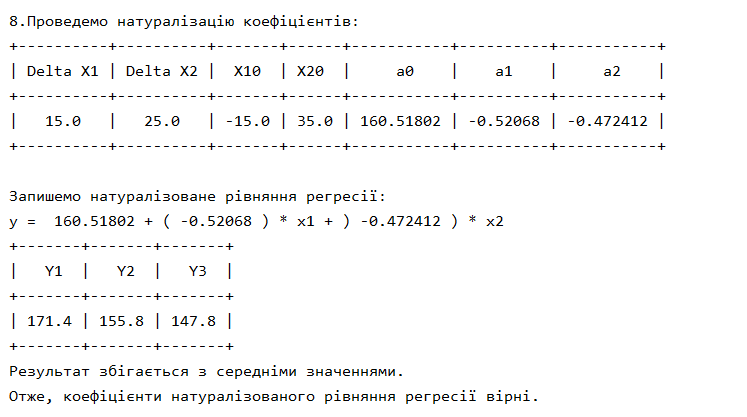 8.Проведемо натуралізацію коефіцієнтів:
+----------+----------+-------+------+-----------+----------+-----------+
| Delta X1 | Delta X2 |  X10  | X20  |     a0    |    a1    |     a2    |
+----------+----------+-------+------+-----------+----------+-----------+
|   15.0   |   25.0   | -15.0 | 35.0 | 160.51802 | -0.52068 | -0.472412 |
+----------+----------+-------+------+-----------+----------+-----------+
Запишемо натуралізоване рівняння регресії:
y =  160.51802 + ( -0.52068 ) * x1 + ) -0.472412 ) * x2
+-------+-------+-------+
|   Y1  |   Y2  |   Y3  |
+-------+-------+-------+
| 171.4 | 155.8 | 147.8 |
+-------+-------+-------+
Результат збігається з середніми значеннями.
Отже, коефіцієнти натуралізованого рівняння регресії вірні.